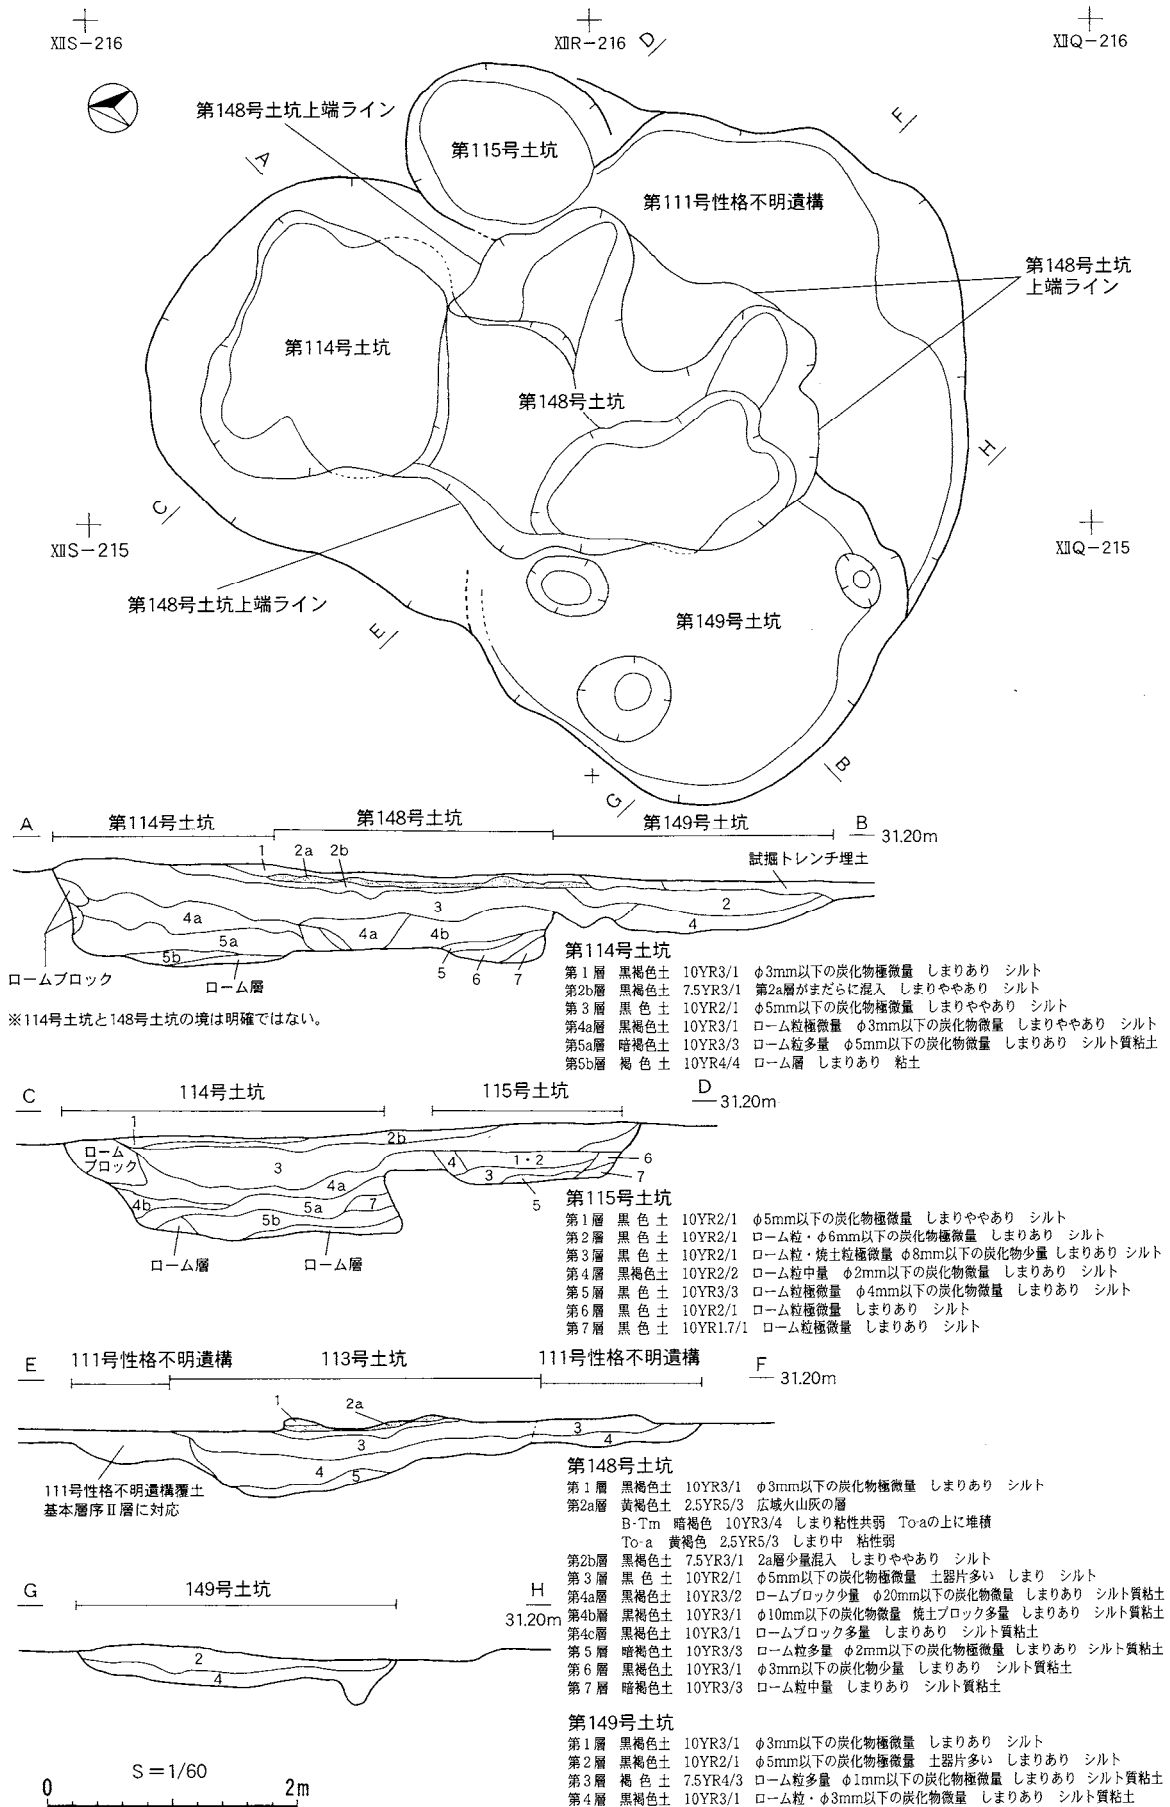 ⅫS−216
ⅫR−216
ⅫQ−216
D
F
第148号土坑上端ライン
A
第115号土坑
第111号性格不明遺構
第148号土坑
上端ライン
第114号土坑
第148号土坑
H
C
ⅫS−215
ⅫQ−215
第148号土坑上端ライン
E
第149号土坑
B
G
A 第114号土坑 第148号土坑 第149号土坑 B 31.20m
1 2a 2b 試掘トレンチ埋土
3 2
4a 4a 4b 4
5a
5b 5 6 7
ロームブロック ローム層
※114号土坑と148号土坑の境は明確ではない。
第114号土坑
第1層 黒褐色土 10YR3/1 φ3mm以下の炭化物極微量 しまりあり シルト
第2b層 黒褐色土 7.5YR3/1 第2a層がまだらに混入 しまりややあり シルト
第3層 黒色土 10YR2/1 φ5mm以下の炭化物極微量 しまりややあり シルト
第4a層 黒褐色土 10YR3/1 ローム粒極微量 φ3mm以下の炭化物微量 しまりややあり シルト
第5a層 暗褐色土 10YR3/3 ローム粒多量 φ5mm以下の炭化物微量 しまりあり シルト質粘土
第5b層 褐色土 10YR4/4 ローム層 しまりあり 粘土
C 114号土坑 115号土坑 D 31.20m
1 2b
ローム
ブロック
3 4 1・2 6
4a 3 7
4b 5a 7 5
5b
ローム層 ローム層
第115号土坑
第1層 黒色土 10YR2/1 φ5mm以下の炭化物極微量 しまりややあり シルト
第2層 黒色土 10YR2/1 ローム粒・φ6mm以下の炭化物極微量 しまりあり シルト
第3層 黒色土 10YR2/1 ローム粒・焼土粒極微量 φ8mm以下の炭化物少量 しまりあり シルト
第4層 黒褐色土 10YR2/2 ローム粒中量 φ2mm以下の炭化物微量 しまりあり シルト
第5層 黒色土 10YR3/3 ローム粒極微量 φ4mm以下の炭化物微量 しまりあり シルト
第6層 黒色土 10YR2/1 ローム粒極微量 しまりあり シルト
第7層 黒色土 10YR1.7/1 ローム粒極微量 しまりあり シルト
E 111号性格不明遺構 113号土坑 111号性格不明遺構 F 31.20m
1 2a
3 3
4 5 4
111号性格不明遺構覆土
基本層序Ⅱ層に対応
第148号土坑
第1層 黒褐色土 10YR3/1 φ3mm以下の炭化物極微量 しまりあり シルト
第2a層 黄褐色土 2.5YR5/3 広域火山灰の層
B-Tm 暗褐色 10YR3/4 しまり粘性共弱 To-aの上に堆積
To-a 黄褐色 2.5YR5/3 しまり中 粘性弱
第2b層 黒褐色土 7.5YR3/1 2a層少量混入 しまりややあり シルト
第3層 黒色土 10YR2/1 φ5mm以下の炭化物極微量 土器片多い しまり シルト
第4a層 黒褐色土 10YR3/2 ロームブロック少量 φ20mm以下の炭化物微量 しまりあり シルト質粘土
第4b層 黒褐色土 10YR3/1 φ10mm以下の炭化物微量 焼土ブロック多量 しまりあり シルト質粘土
第4c層 黒褐色土 10YR3/1 ロームブロック多量 しまりあり シルト質粘土
第5層 暗褐色土 10YR3/3 ローム粒多量 φ2mm以下の炭化物極微量 しまりあり シルト質粘土
第6層 黒褐色土 10YR3/1 φ3mm以下の炭化物少量 しまりあり シルト質粘土
第7層 暗褐色土 10YR3/3 ローム粒中量 しまりあり シルト質粘土
G 149号土坑 H
31.20m
2
4
第149号土坑
第1層 黒褐色土 10YR3/1 φ3mm以下の炭化物極微量 しまりあり シルト
第2層 黒褐色土 10YR2/1 φ5mm以下の炭化物極微量 土器片多い しまりあり シルト
第3層 褐色土 7.5YR4/3 ローム粒多量 φ1mm以下の炭化物極微量 しまりあり シルト質粘土
第4層 黒褐色土 10YR3/1 ローム粒・φ3mm以下の炭化物微量 しまりあり シルト質粘土
S=1/60
0 2m